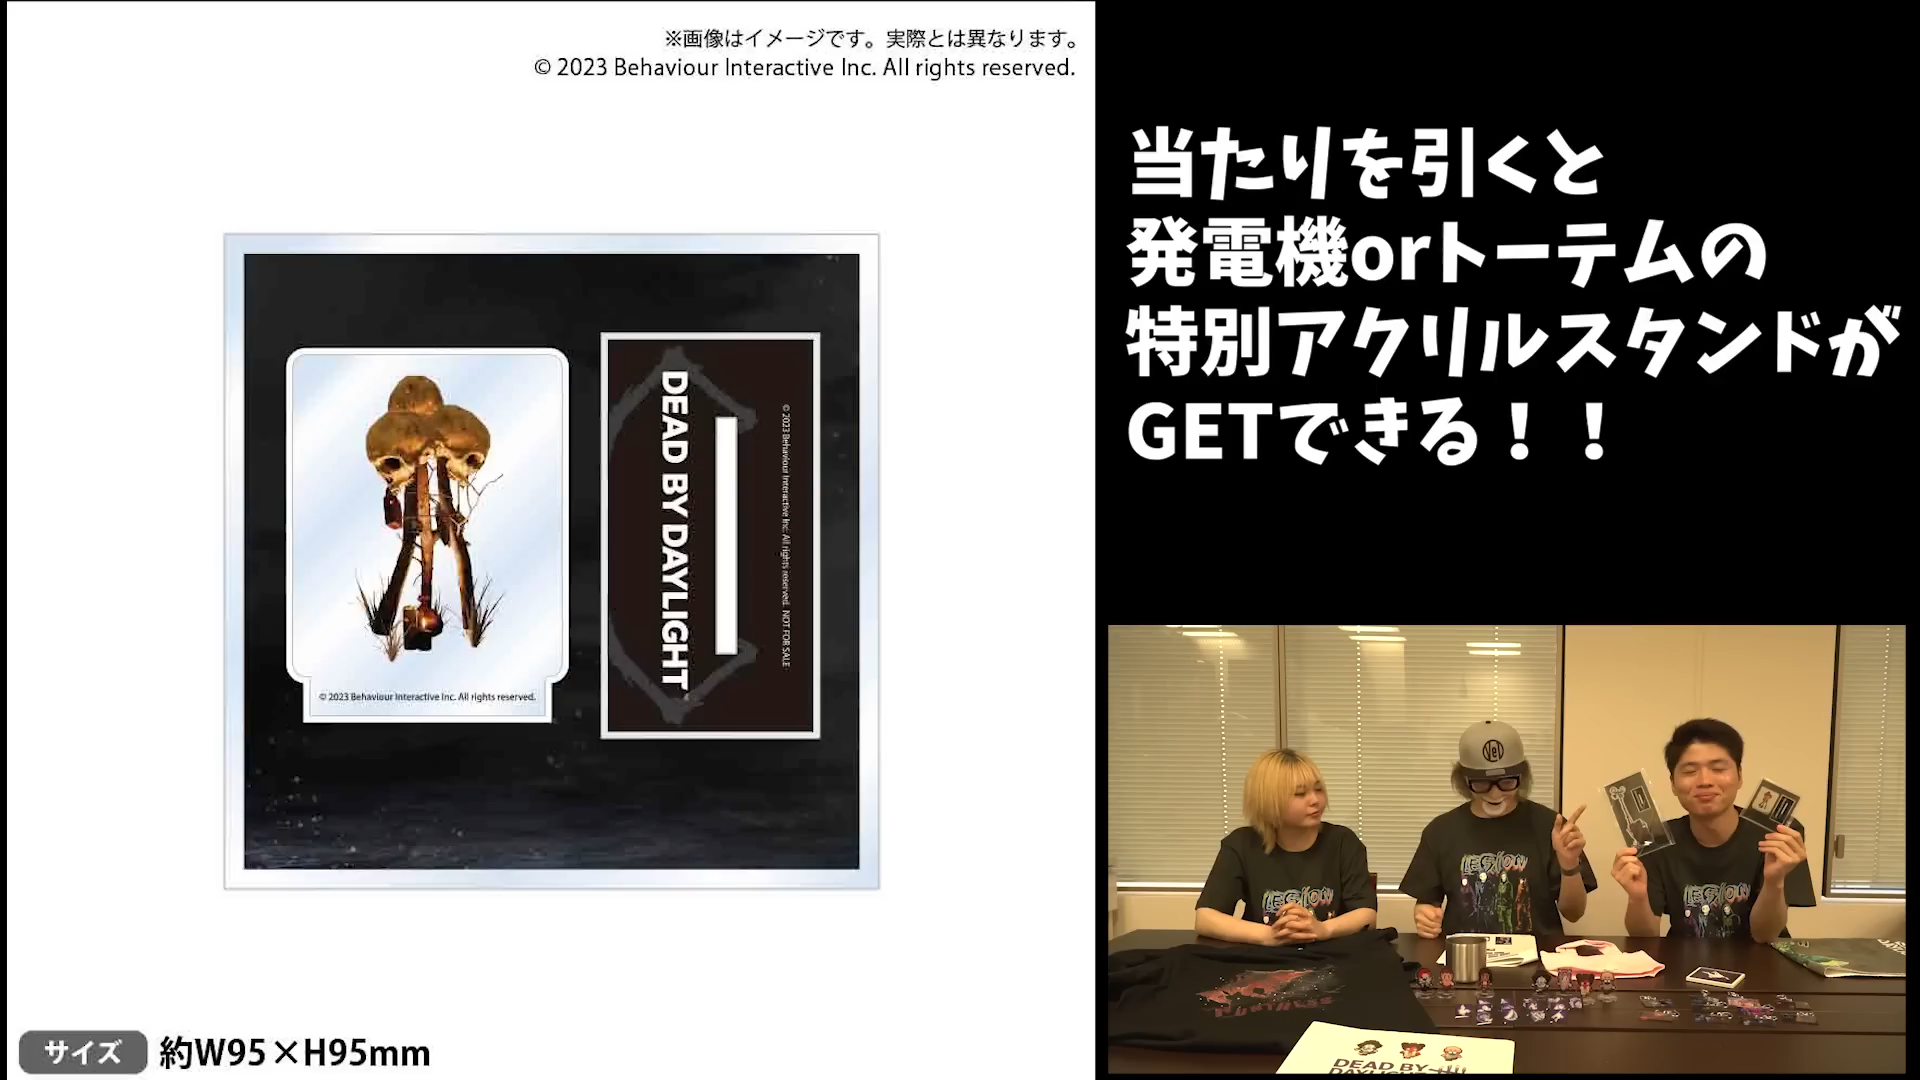 ※画像はイメージです。実際とは異なります。
© 2023 Behaviour Interactive Inc. All rights reserved.
当たりを引くと
発電機orトーテムの
特別アクリルスタンドが
GETできる！！
DEAD BY DAYLIGHT
© 2023 Behaviour Interactive Inc. All rights reserved. NOT FOR SALE
© 2023 Behaviour Interactive Inc. All rights reserved.
サイズ 約W95×H95mm
LEGION
LEGION
LEGION
DEAD BY
DAYLIGHT